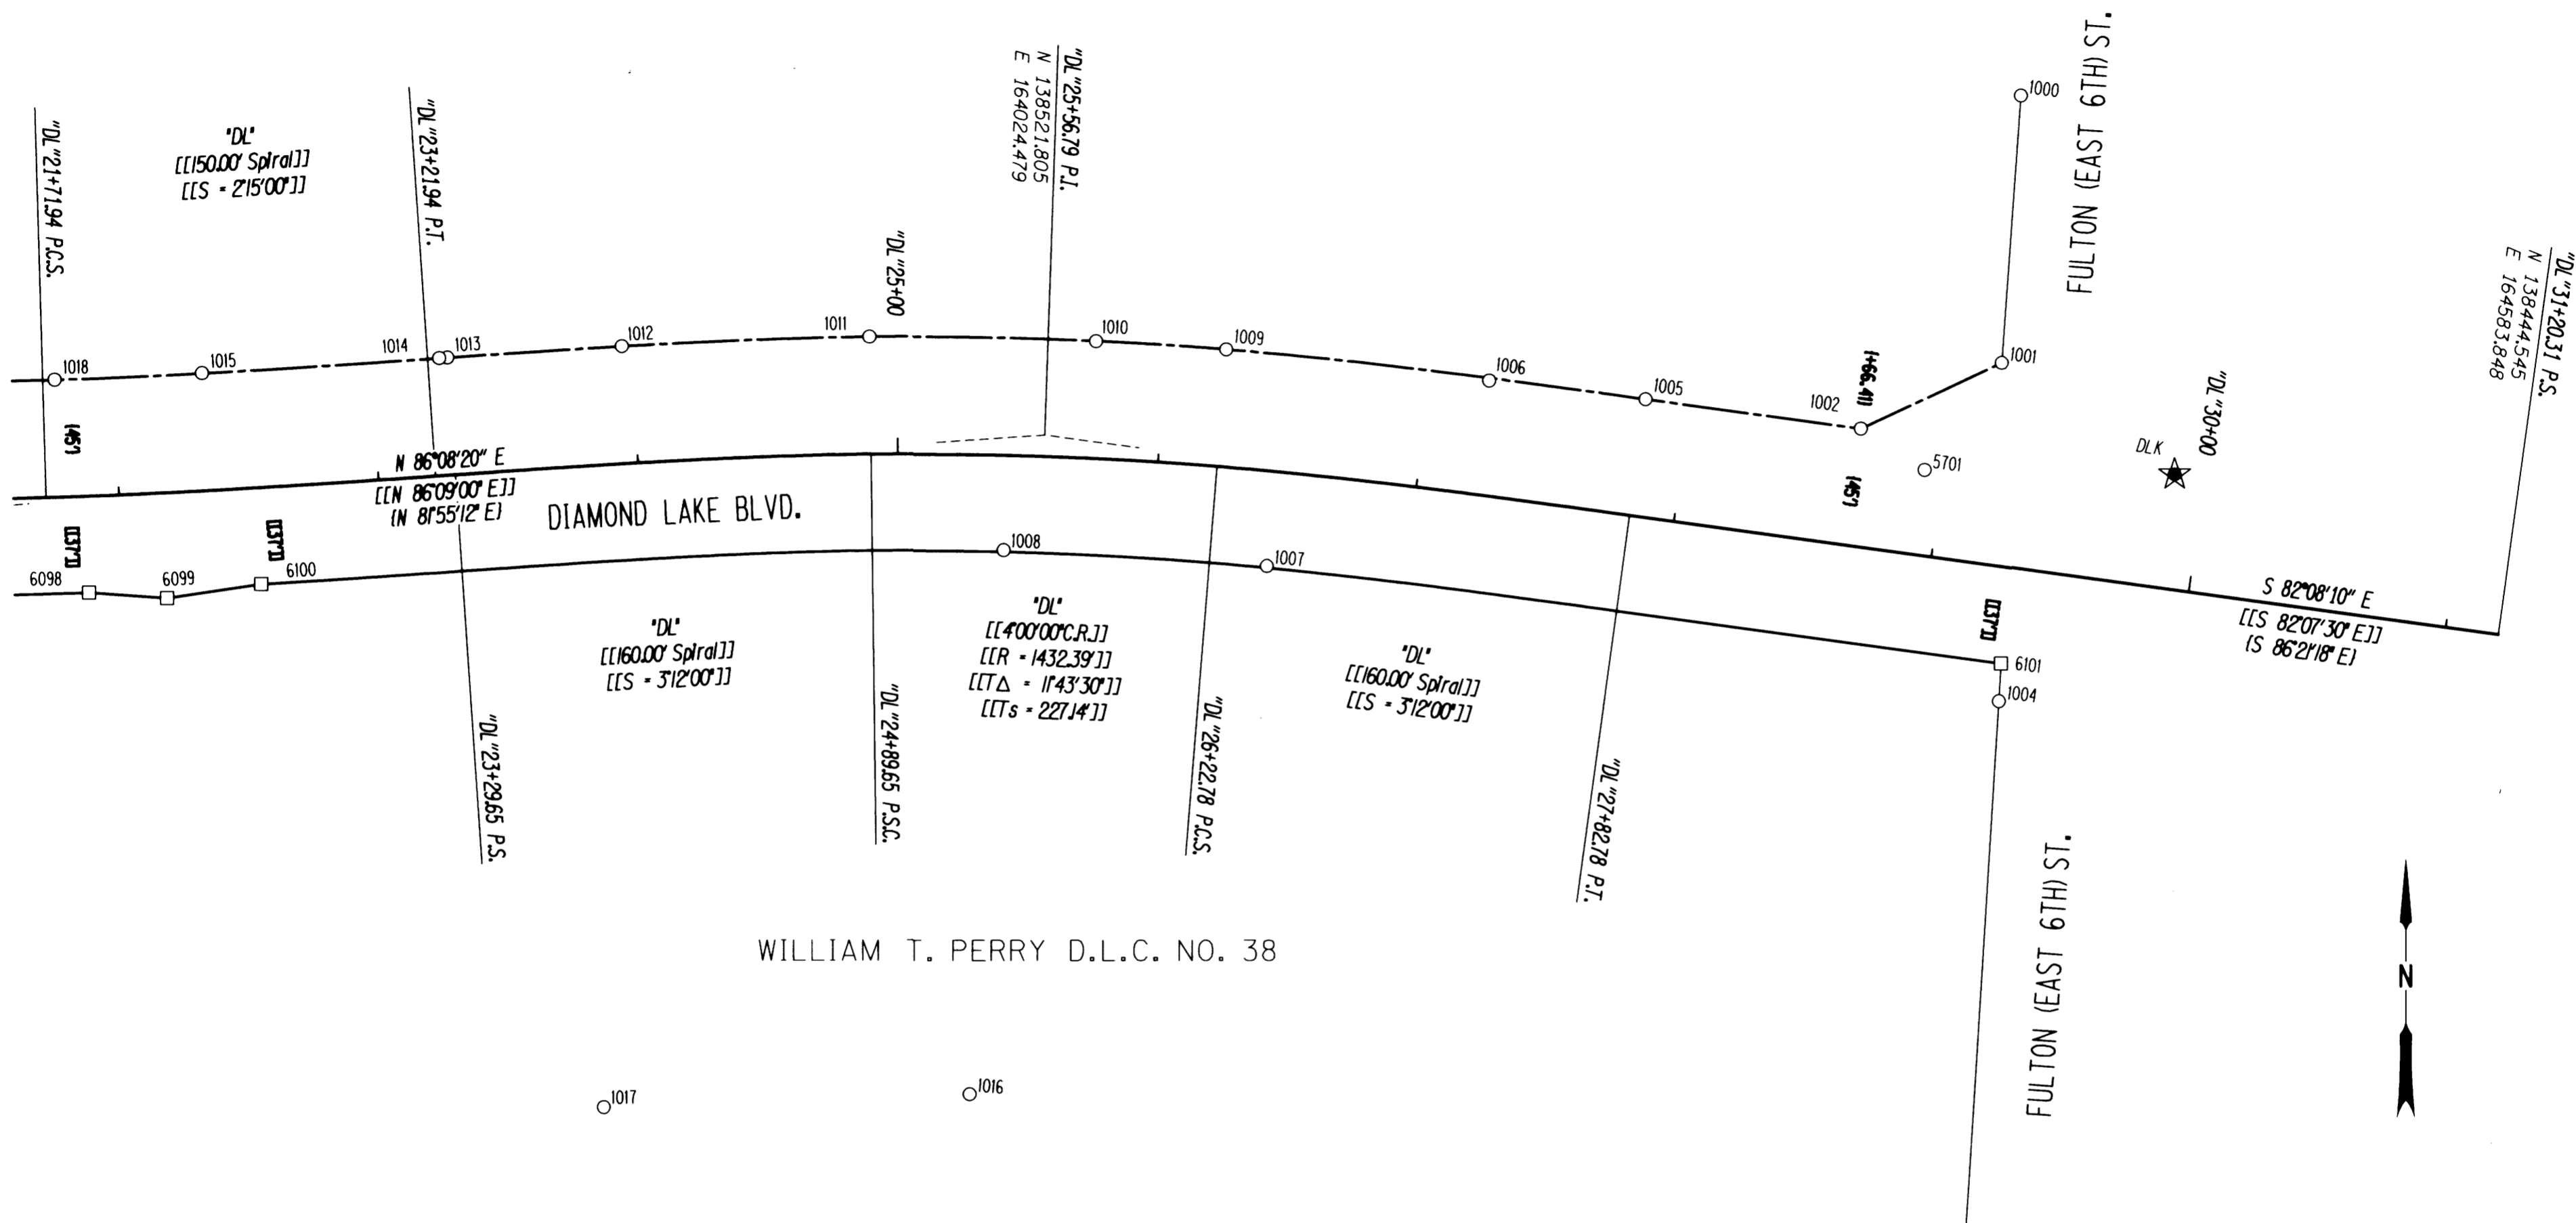 "DL"21+71.94 P.C.S.
"DL"
[[150.00' Spiral]]
[[S = 2°15'00"]]
"DL"23+21.94 P.T.
"DL"25+00
"DL"25+56.79 P.I.
N 138521.805
E 164024.479
FULTON (EAST 6TH) ST.
1000
1001
"DL"31+20.31 P.S.
N 138444.545
E 164583.848
"DL"30+00
DLK
5701
{+66.41}
1002
{45'}
1005
1006
1009
1010
1011
1012
1013
1014
1015
1018
{45'}
N 86°08'20" E
[[N 86°09'00" E]]
{N 81°55'12" E}
DIAMOND LAKE BLVD.
[37']
[37']
6098
6099
6100
1008
1007
S 82°08'10" E
[[S 82°07'30" E]]
{S 86°21'18" E}
[37']
6101
1004
"DL"
[[160.00' Spiral]]
[[S = 3°12'00"]]
"DL"
[[4°00'00" C.R.]]
[[R = 1432.39']]
[[TΔ = 11°43'30"]]
[[Ts = 227.14']]
"DL"
[[160.00' Spiral]]
[[S = 3°12'00"]]
"DL"23+29.65 P.S.
"DL"24+89.65 P.S.C.
"DL"26+22.78 P.C.S.
"DL"27+82.78 P.T.
WILLIAM T. PERRY D.L.C. NO. 38
FULTON (EAST 6TH) ST.
N
1017
1016